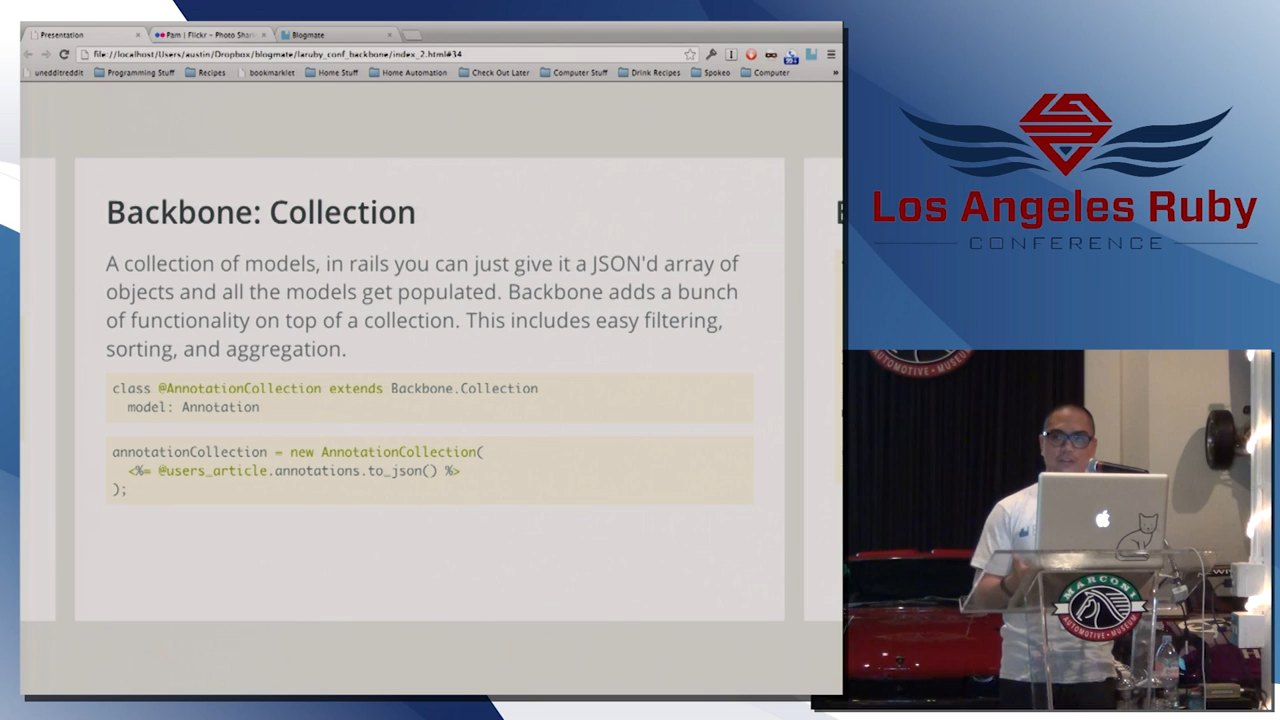 Presentation
Pam | Flickr - Photo Shari
Blogmate
file://localhost/Users/austin/Dropbox/blogmate/laruby_conf_backbone/index_2.html#34
unedditreddit
Programming Stuff
Recipes
bookmarklet
Home Stuff
Home Automation
Check Out Later
Computer Stuff
Drink Recipes
Spokeo
Computer
»
Backbone: Collection
A collection of models, in rails you can just give it a JSON'd array of
objects and all the models get populated. Backbone adds a bunch
of functionality on top of a collection. This includes easy filtering,
sorting, and aggregation.
class @AnnotationCollection extends Backbone.Collection
model: Annotation
annotationCollection = new AnnotationCollection(
<%= @users_article.annotations.to_json() %>
);
Los Angeles Ruby
CONFERENCE
AUTOMOTIVE • MUSEUM
MARCONI
AUTOMOTIVE MUSEUM